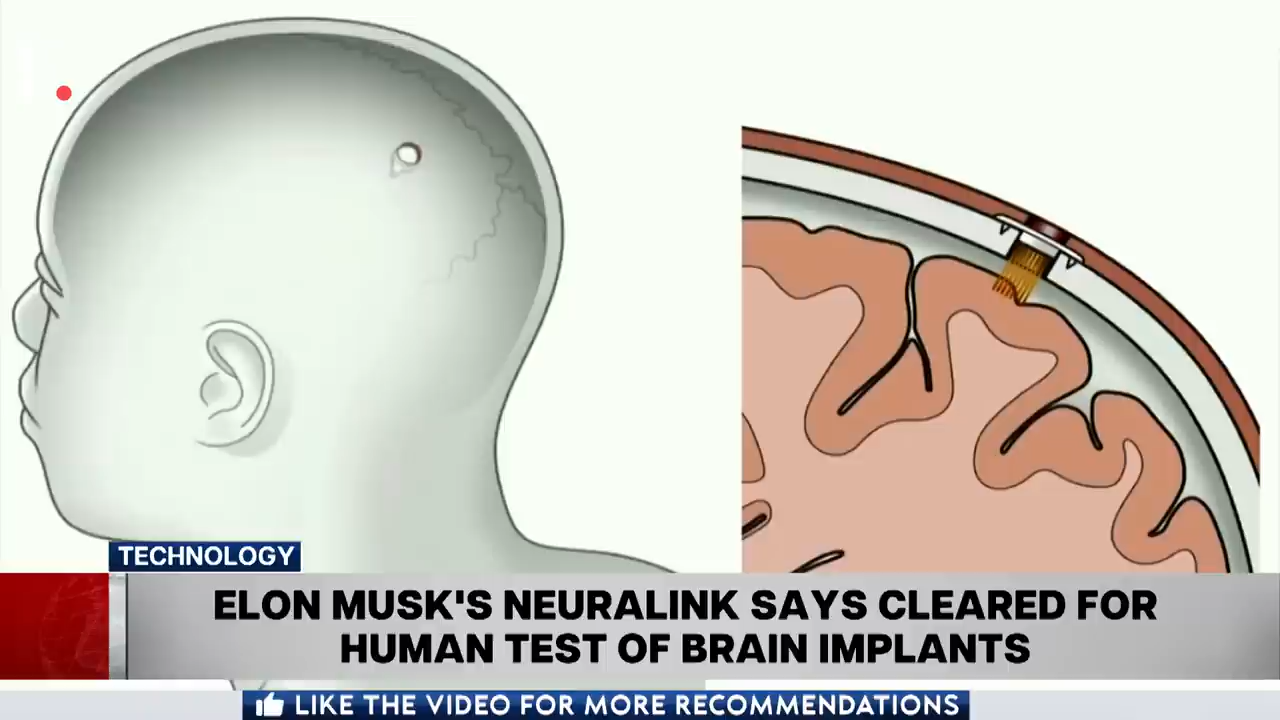 TECHNOLOGY
ELON MUSK'S NEURALINK SAYS CLEARED FOR
HUMAN TEST OF BRAIN IMPLANTS
LIKE THE VIDEO FOR MORE RECOMMENDATIONS